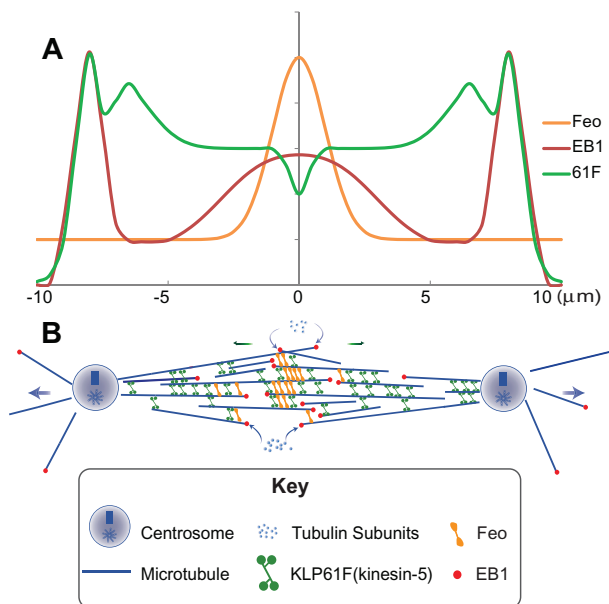 A
Feo
EB1
61F
-10 -5 0 5 10 (μm)
B
Key
Centrosome Tubulin Subunits Feo
Microtubule KLP61F(kinesin-5) EB1